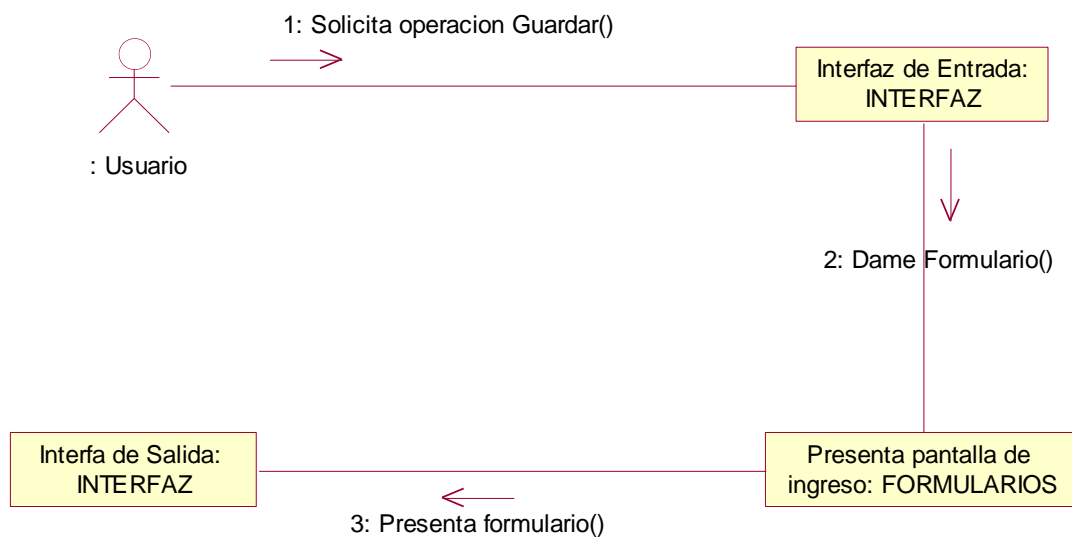 1: Solicita operacion Guardar()
Interfaz de Entrada:
INTERFAZ
: Usuario
2: Dame Formulario()
Interfa de Salida:
INTERFAZ
Presenta pantalla de
ingreso: FORMULARIOS
3: Presenta formulario()